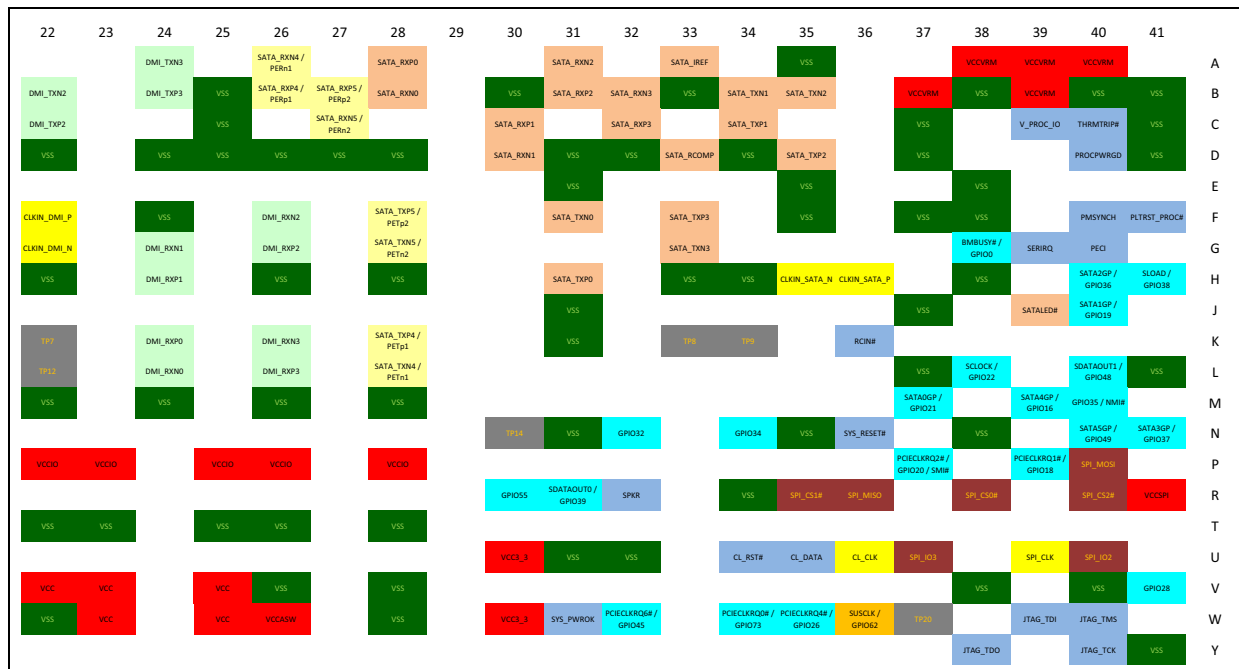 22 23 24 25 26 27 28 29 30 31 32 33 34 35 36 37 38 39 40 41
DMI_TXN3 SATA_RXN4 / PERn1 SATA_RXP0 SATA_RXN2 SATA_IREF VSS VCCVRM VCCVRM VCCVRM A
DMI_TXN2 DMI_TXP3 VSS SATA_RXP4 / PERp1 SATA_RXP5 / PERp2 SATA_RXN0 VSS SATA_RXP2 SATA_RXN3 VSS SATA_TXN1 SATA_TXN2 VCCVRM VSS VCCVRM VSS VSS B
DMI_TXP2 VSS SATA_RXN5 / PERn2 SATA_RXP1 SATA_RXP3 SATA_TXP1 VSS V_PROC_IO THRMTRIP# VSS C
VSS VSS VSS VSS VSS VSS SATA_RXN1 VSS VSS SATA_RCOMP VSS SATA_TXP2 VSS PROCPWRGD VSS D
VSS VSS VSS E
CLKIN_DMI_P VSS DMI_RXN2 SATA_TXP5 / PETp2 SATA_TXN0 SATA_TXP3 VSS VSS VSS PMSYNCH PLTRST_PROC# F
CLKIN_DMI_N DMI_RXN1 DMI_RXP2 SATA_TXN5 / PETn2 SATA_TXN3 BMBUSY# / GPIO0 SERIRQ PECI G
VSS DMI_RXP1 VSS VSS SATA_TXP0 VSS VSS CLKIN_SATA_N CLKIN_SATA_P VSS SATA2GP / GPIO36 SLOAD / GPIO38 H
VSS VSS SATALED# SATA1GP / GPIO19 J
TP7 DMI_RXP0 DMI_RXN3 SATA_TXP4 / PETp1 VSS TP8 TP9 RCIN# K
TP12 DMI_RXN0 DMI_RXP3 SATA_TXN4 / PETn1 VSS SCLOCK / GPIO22 SDATAOUT1 / GPIO48 VSS L
VSS VSS VSS VSS SATA0GP / GPIO21 SATA4GP / GPIO16 GPIO35 / NMI# M
TP14 VSS GPIO32 GPIO34 VSS SYS_RESET# VSS SATA5GP / GPIO49 SATA3GP / GPIO37 N
VCCIO VCCIO VCCIO VCCIO VCCIO PCIECLKRQ2# / GPIO20 / SMI# PCIECLKRQ1# / GPIO18 SPI_MOSI P
GPIO55 SDATAOUT0 / GPIO39 SPKR VSS SPI_CS1# SPI_MISO SPI_CS0# SPI_CS2# VCCSPI R
VSS VSS VSS VSS VSS T
VCC3_3 VSS VSS CL_RST# CL_DATA CL_CLK SPI_IO3 SPI_CLK SPI_IO2 U
VCC VCC VCC VSS VSS VSS VSS GPIO28 V
VSS VCC VCC VCCASW VSS VCC3_3 SYS_PWROK PCIECLKRQ6# / GPIO45 PCIECLKRQ0# / GPIO73 PCIECLKRQ4# / GPIO26 SUSCLK / GPIO62 TP20 JTAG_TDI JTAG_TMS W
JTAG_TDO JTAG_TCK VSS Y